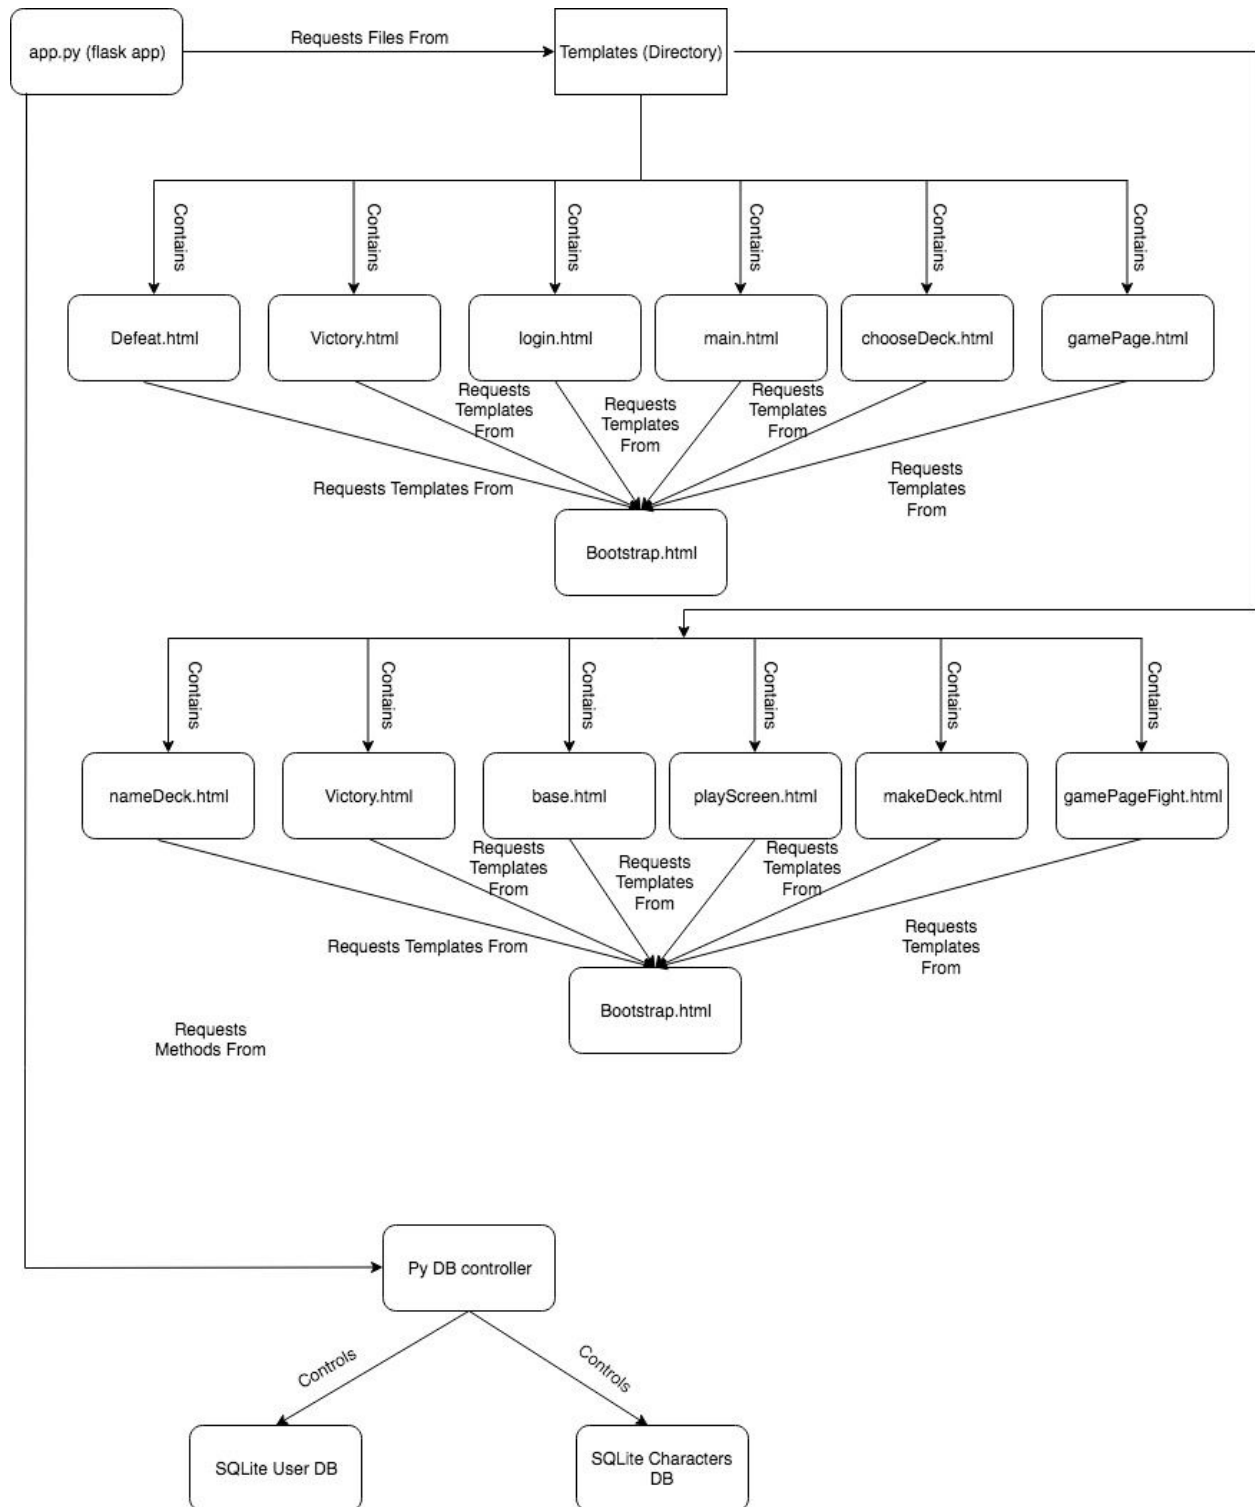 app.py (flask app)
Requests Files From
Templates (Directory)
Contains
Contains
Contains
Contains
Contains
Contains
Defeat.html
Victory.html
login.html
main.html
chooseDeck.html
gamePage.html
Requests
Templates
From
Requests
Templates
From
Requests
Templates
From
Requests Templates From
Requests
Templates
From
Bootstrap.html
Contains
Contains
Contains
Contains
Contains
Contains
nameDeck.html
Victory.html
base.html
playScreen.html
makeDeck.html
gamePageFight.html
Requests
Templates
From
Requests
Templates
From
Requests
Templates
From
Requests Templates From
Requests
Templates
From
Bootstrap.html
Requests
Methods From
Py DB controller
Controls
Controls
SQLite User DB
SQLite Characters
DB